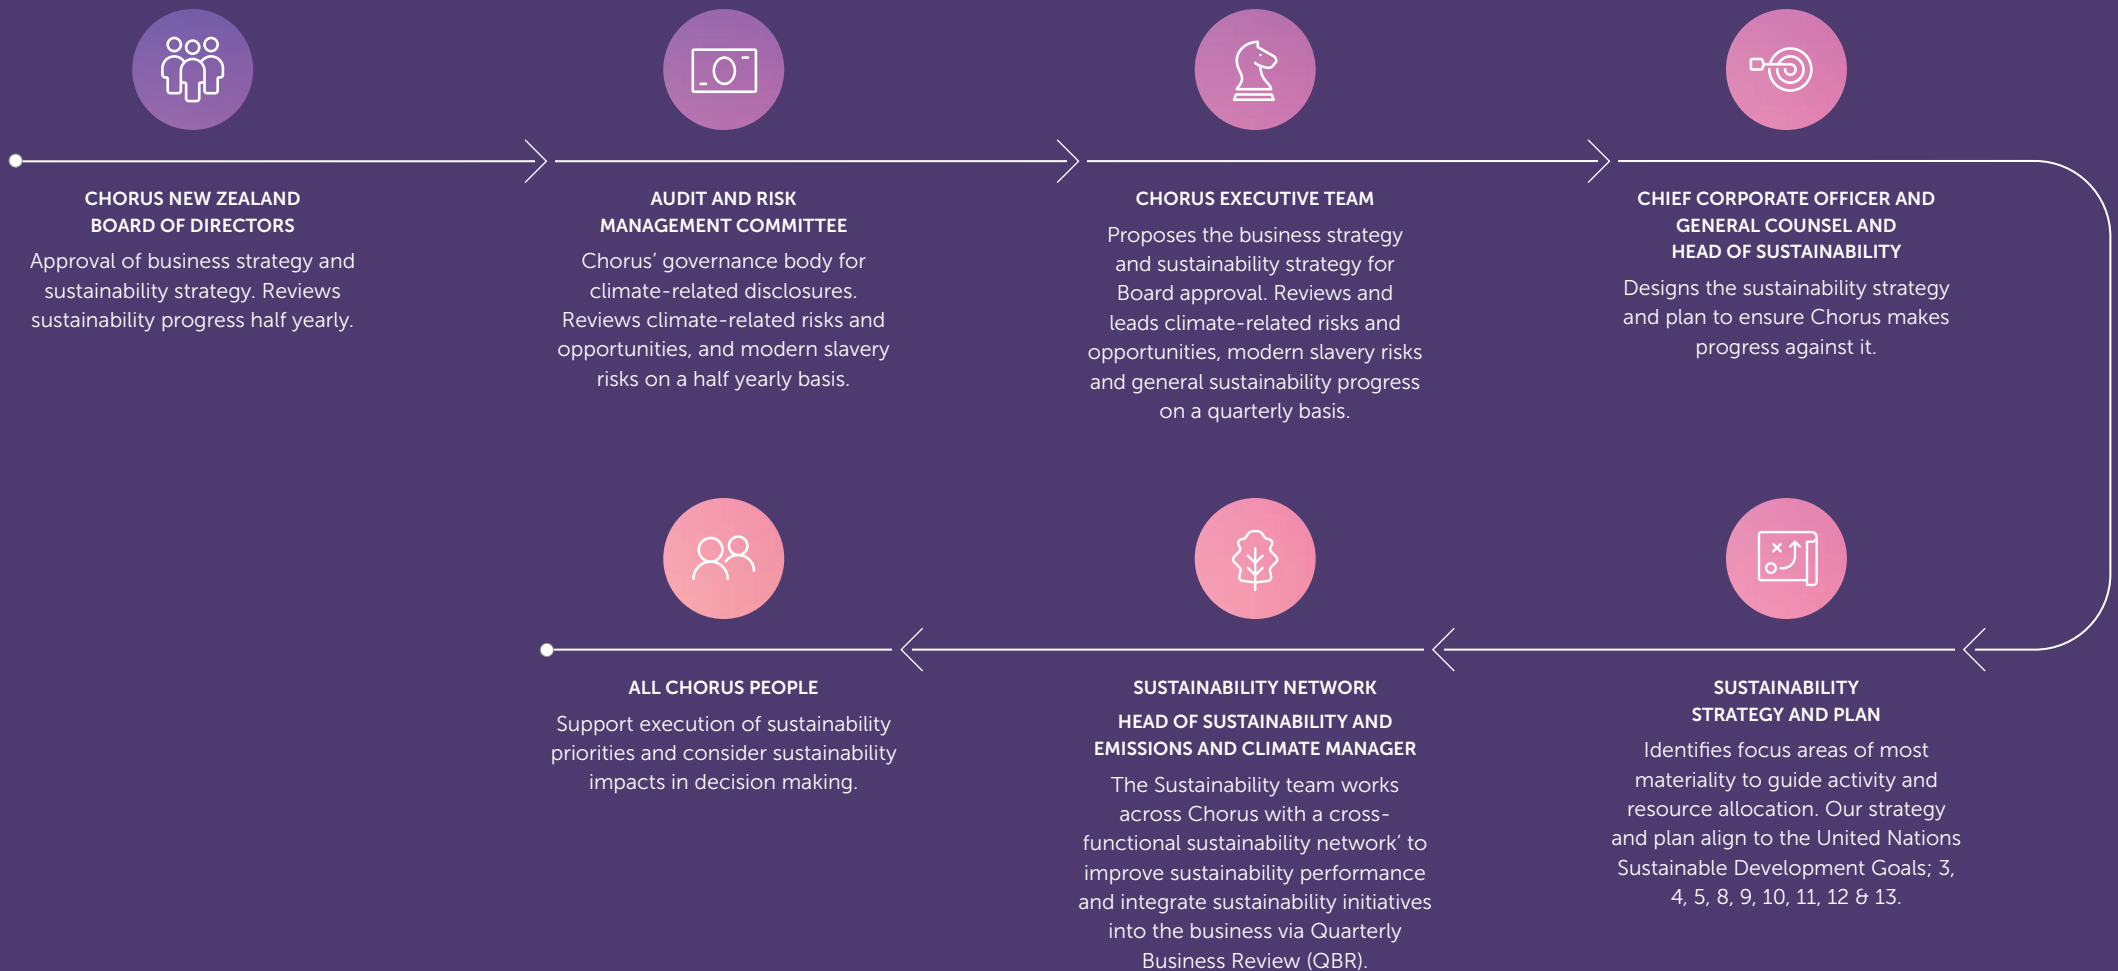 CHORUS NEW ZEALAND
BOARD OF DIRECTORS
Approval of business strategy and
sustainability strategy. Reviews
sustainability progress half yearly.
AUDIT AND RISK
MANAGEMENT COMMITTEE
Chorus’ governance body for
climate-related disclosures.
Reviews climate-related risks and
opportunities, and modern slavery
risks on a half yearly basis.
CHORUS EXECUTIVE TEAM
Proposes the business strategy
and sustainability strategy for
Board approval. Reviews and
leads climate-related risks and
opportunities, modern slavery risks
and general sustainability progress
on a quarterly basis.
CHIEF CORPORATE OFFICER AND
GENERAL COUNSEL AND
HEAD OF SUSTAINABILITY
Designs the sustainability strategy
and plan to ensure Chorus makes
progress against it.
SUSTAINABILITY
STRATEGY AND PLAN
Identifies focus areas of most
materiality to guide activity and
resource allocation. Our strategy
and plan align to the United Nations
Sustainable Development Goals; 3,
4, 5, 8, 9, 10, 11, 12 & 13.
SUSTAINABILITY NETWORK
HEAD OF SUSTAINABILITY AND
EMISSIONS AND CLIMATE MANAGER
The Sustainability team works
across Chorus with a cross-
functional sustainability network’ to
improve sustainability performance
and integrate sustainability initiatives
into the business via Quarterly
Business Review (QBR).
ALL CHORUS PEOPLE
Support execution of sustainability
priorities and consider sustainability
impacts in decision making.